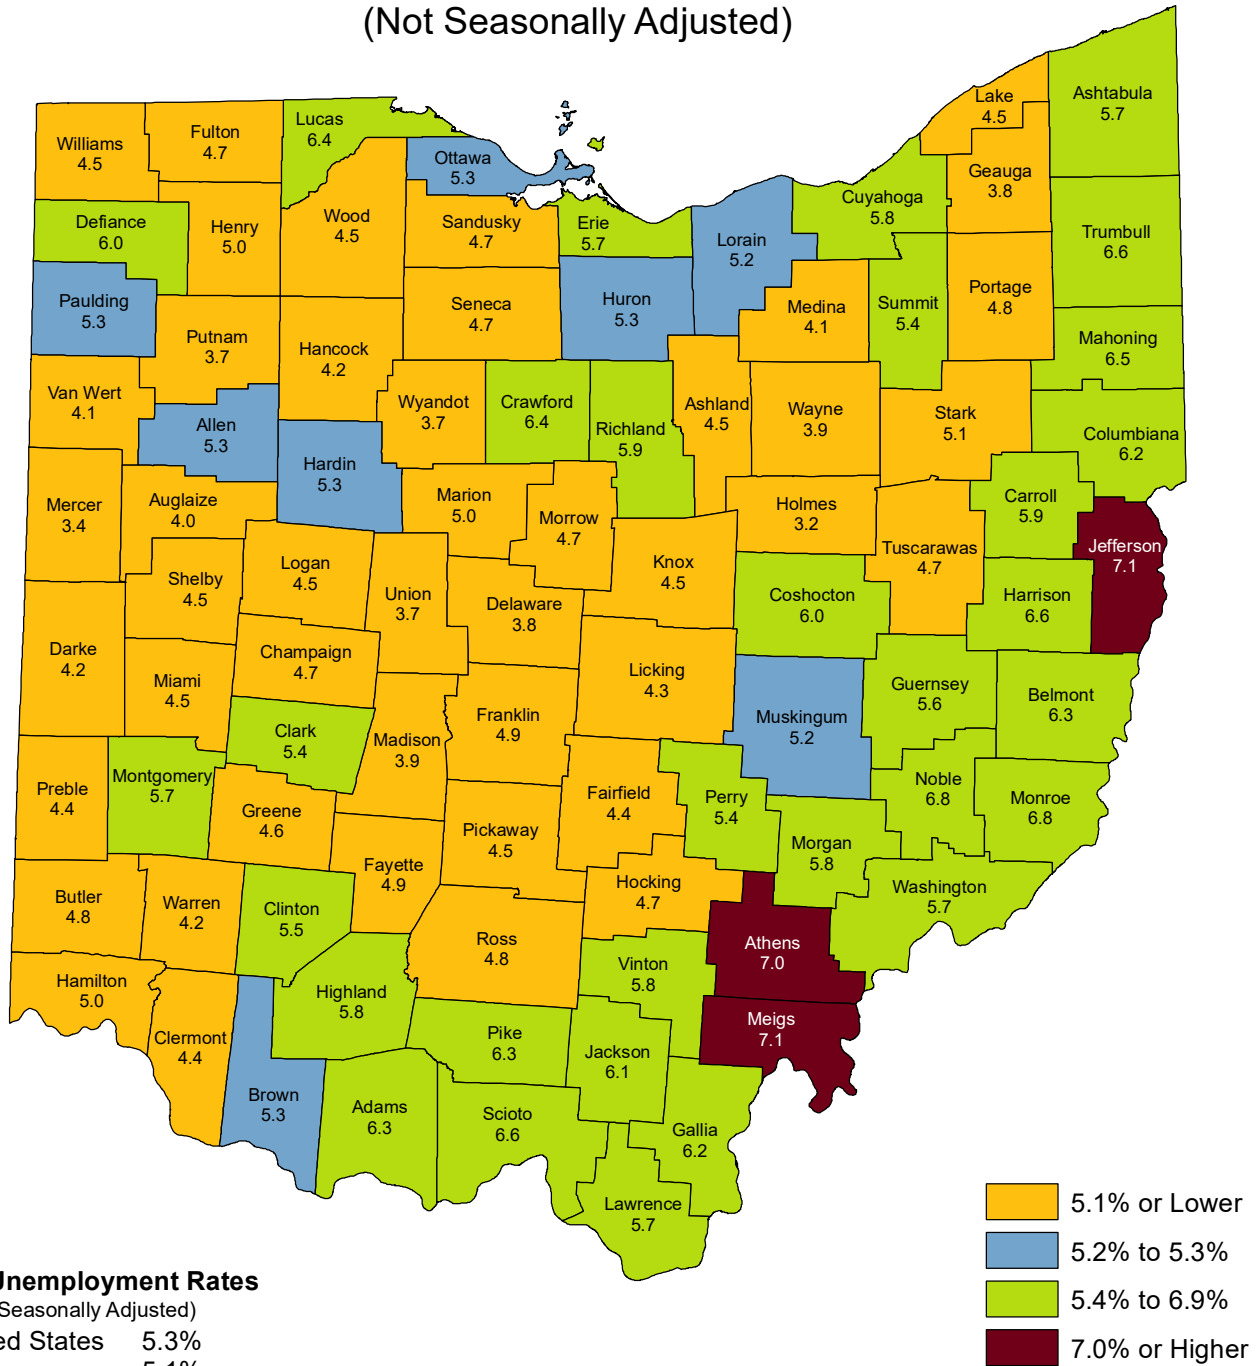 (Not Seasonally Adjusted)
Williams
4.5
Fulton
4.7
Lucas
6.4
Ottawa
5.3
Lake
4.5
Ashtabula
5.7
Geauga
3.8
Cuyahoga
5.8
Defiance
6.0
Henry
5.0
Wood
4.5
Sandusky
4.7
Erie
5.7
Lorain
5.2
Trumbull
6.6
Paulding
5.3
Putnam
3.7
Hancock
4.2
Seneca
4.7
Huron
5.3
Medina
4.1
Summit
5.4
Portage
4.8
Mahoning
6.5
Van Wert
4.1
Allen
5.3
Wyandot
3.7
Crawford
6.4
Richland
5.9
Ashland
4.5
Wayne
3.9
Stark
5.1
Columbiana
6.2
Mercer
3.4
Auglaize
4.0
Hardin
5.3
Marion
5.0
Morrow
4.7
Holmes
3.2
Tuscarawas
4.7
Carroll
5.9
Jefferson
7.1
Shelby
4.5
Logan
4.5
Union
3.7
Delaware
3.8
Knox
4.5
Coshocton
6.0
Harrison
6.6
Darke
4.2
Miami
4.5
Champaign
4.7
Licking
4.3
Muskingum
5.2
Guernsey
5.6
Belmont
6.3
Clark
5.4
Madison
3.9
Franklin
4.9
Preble
4.4
Montgomery
5.7
Greene
4.6
Fairfield
4.4
Perry
5.4
Noble
6.8
Monroe
6.8
Fayette
4.9
Pickaway
4.5
Morgan
5.8
Butler
4.8
Warren
4.2
Clinton
5.5
Hocking
4.7
Washington
5.7
Ross
4.8
Athens
7.0
Hamilton
5.0
Highland
5.8
Vinton
5.8
Clermont
4.4
Pike
6.3
Jackson
6.1
Meigs
7.1
Brown
5.3
Adams
6.3
Scioto
6.6
Gallia
6.2
Lawrence
5.7
5.1% or Lower
5.2% to 5.3%
5.4% to 6.9%
7.0% or Higher
Unemployment Rates
Seasonally Adjusted)
ed States 5.3%
5.1%